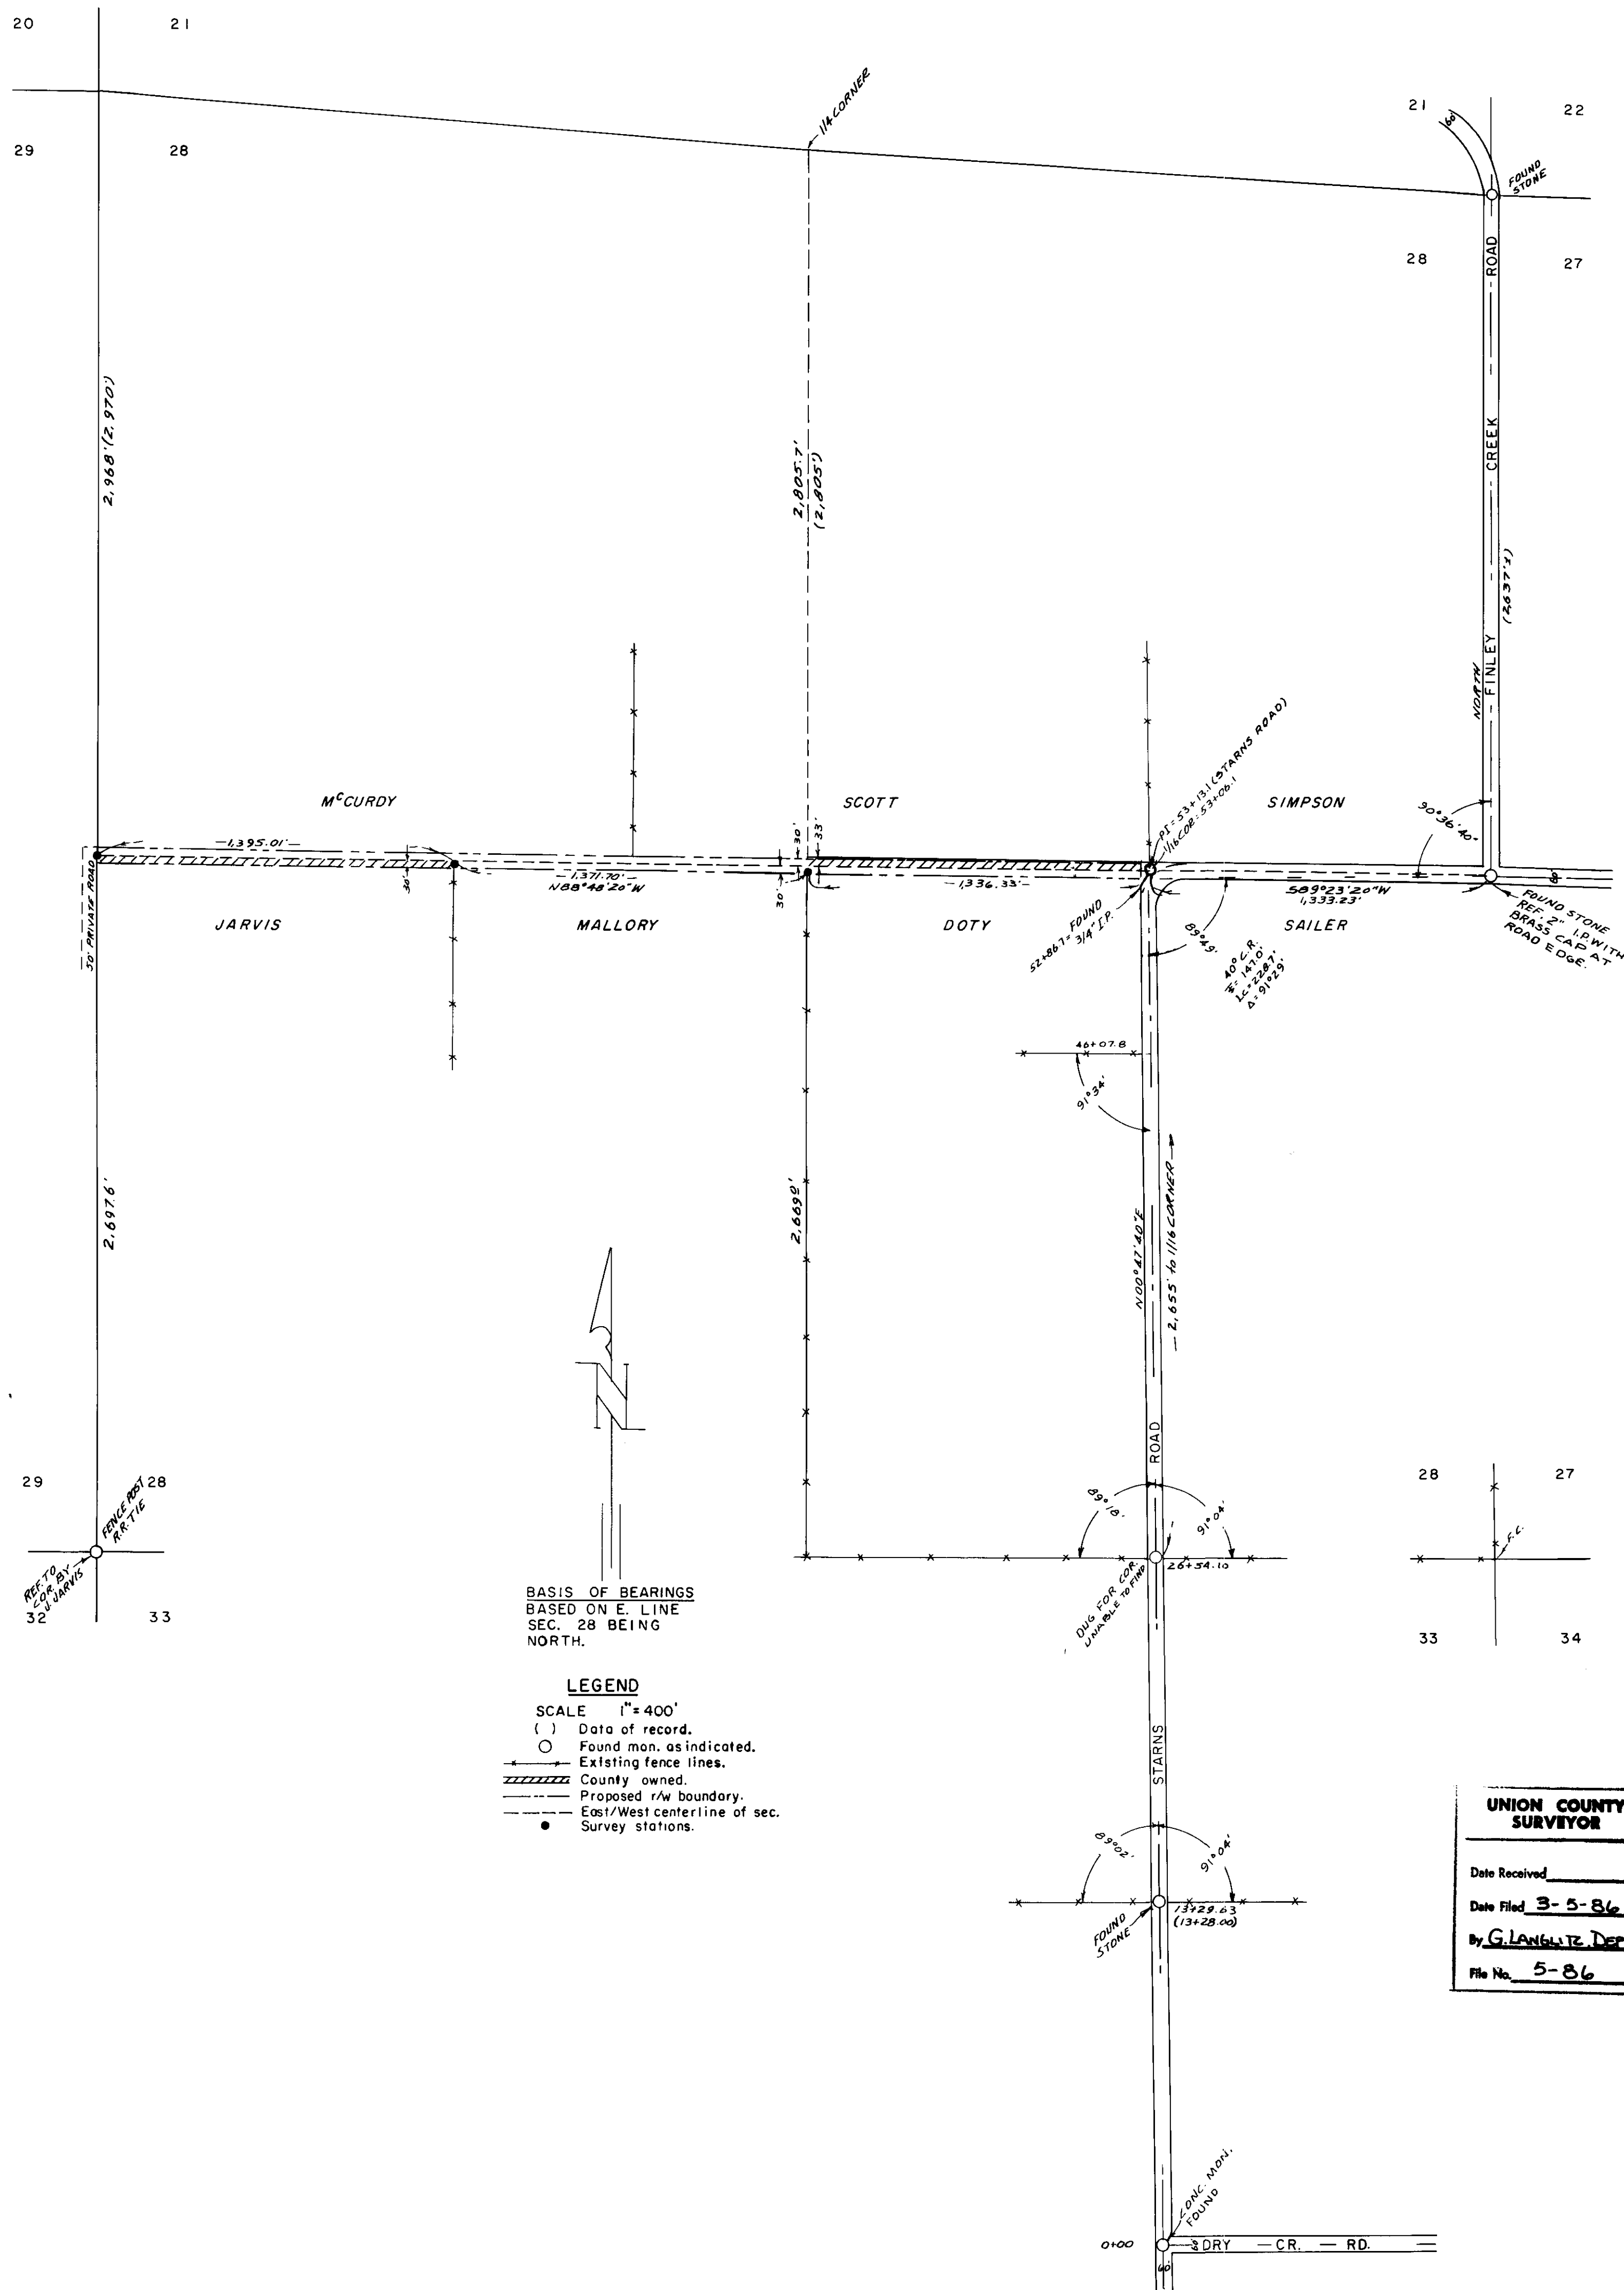 20
21
1/4 CORNER
21
22
60'
FOUND
STONE
29
28
28
27
2,968' (2,970')
2,805.7'
(2,805')
NORTH
FINLEY CREEK ROAD
(2,637'±)
McCURDY
SCOTT
SIMPSON
PI = 53+13.1 (STARNS ROAD)
1/16 COR = 53+06.1
90°36'40"
1,395.01'
30'
1,371.70'
N88°48'20"W
30'
30'
33'
1,336.33'
S89°23'20"W
1,333.23'
60'
50' PRIVATE ROAD
JARVIS
MALLORY
DOTY
SAILER
52+86.7 = FOUND
3/4" I.P.
89°49'
40° C.R.
T= 147.0'
LC= 228.7'
Δ= 91°29'
FOUND STONE
REF. 2" I.P. WITH
BRASS CAP AT
ROAD EDGE.
46+07.8
91°34'
2,697.6'
2,669.0'
N00°47'40"E
2,655' to 1/16 CORNER
N
STARNS ROAD
29
28
FENCE POST
R.R. TIE
REF. TO
COR. BY
J. JARVIS
32
33
89°18'
91°04'
26+54.10
DUG FOR COR.
UNABLE TO FIND
28
27
F.C.
33
34
BASIS OF BEARINGS
BASED ON E. LINE
SEC. 28 BEING
NORTH.
LEGEND
SCALE 1"=400'
( ) Data of record.
Found mon. as indicated.
Existing fence lines.
County owned.
Proposed r/w boundary.
East/West centerline of sec.
Survey stations.
89°02'
91°04'
13+29.63
(13+28.00)
FOUND
STONE
UNION COUNTY
SURVEYOR
Date Received
Date Filed 3-5-86
By G. LANGLITZ, DEP
File No. 5-86
CONC. MON.
FOUND
0+00
DRY CR. RD.
60'